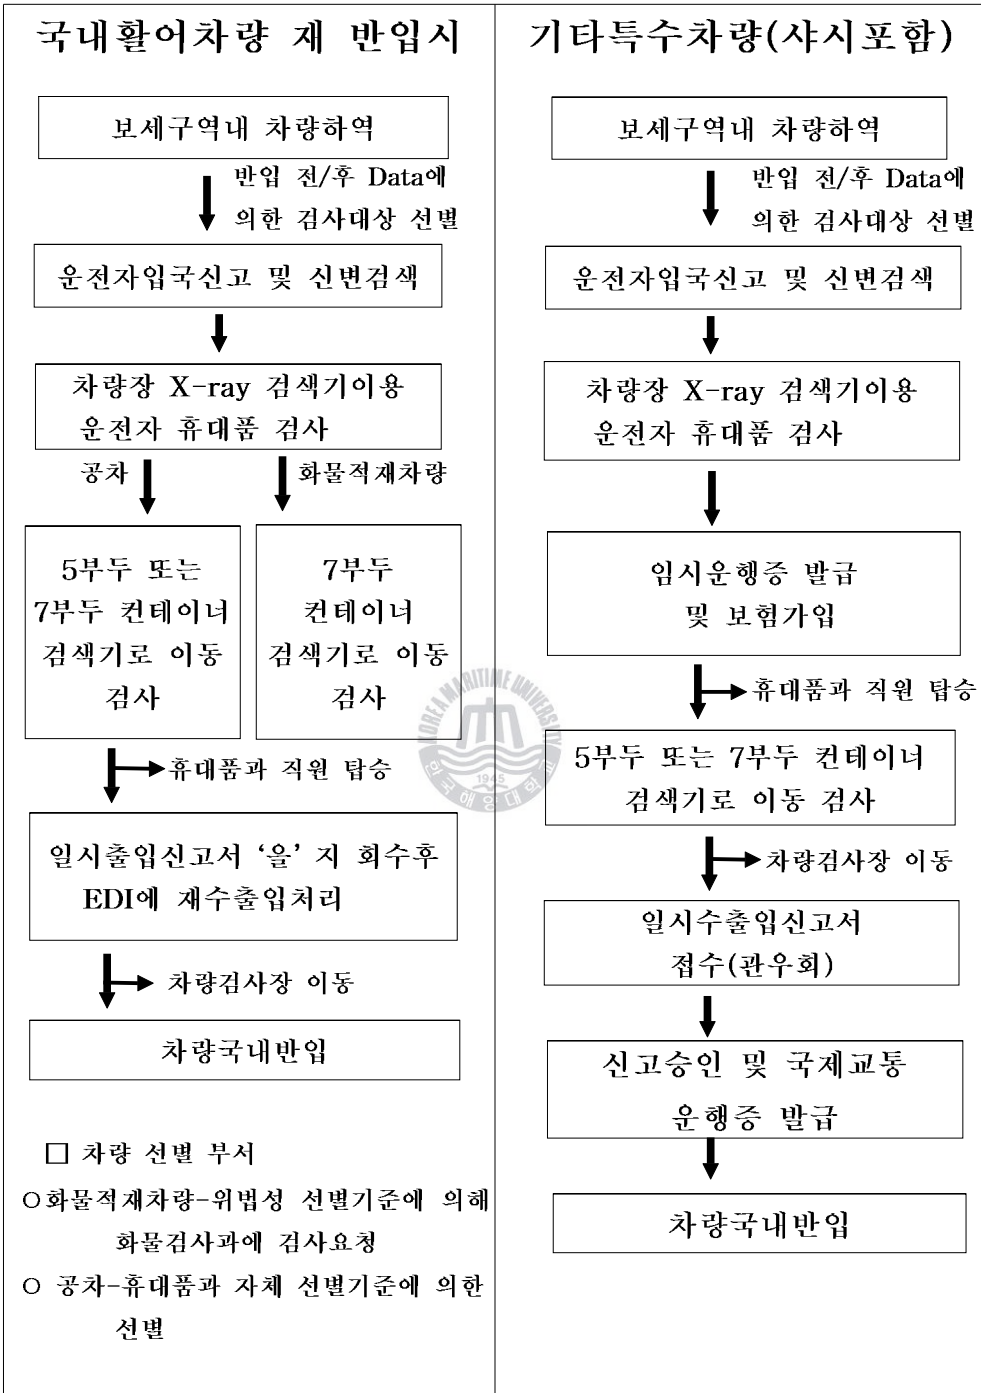 국내활어차량 재 반입시
보세구역내 차량하역
반입 전/후 Data에
의한 검사대상 선별
운전자입국신고 및 신변검색
차량장 X-ray 검색기이용
운전자 휴대품 검사
공차
화물적재차량
5부두 또는
7부두 컨테이너
검색기로 이동
검사
7부두
컨테이너
검색기로 이동
검사
휴대품과 직원 탑승
일시출입신고서 ‘을’ 지 회수후
EDI에 재수출입처리
차량검사장 이동
차량국내반입
□ 차량 선별 부서
○화물적재차량-위법성 선별기준에 의해
화물검사과에 검사요청
○ 공차-휴대품과 자체 선별기준에 의한
선별
기타특수차량(샤시포함)
보세구역내 차량하역
반입 전/후 Data에
의한 검사대상 선별
운전자입국신고 및 신변검색
차량장 X-ray 검색기이용
운전자 휴대품 검사
임시운행증 발급
및 보험가입
휴대품과 직원 탑승
5부두 또는 7부두 컨테이너
검색기로 이동 검사
차량검사장 이동
일시수출입신고서
접수(관우회)
신고승인 및 국제교통
운행증 발급
차량국내반입
KOREA MARITIME UNIVERSITY
1945
한국해양대학교